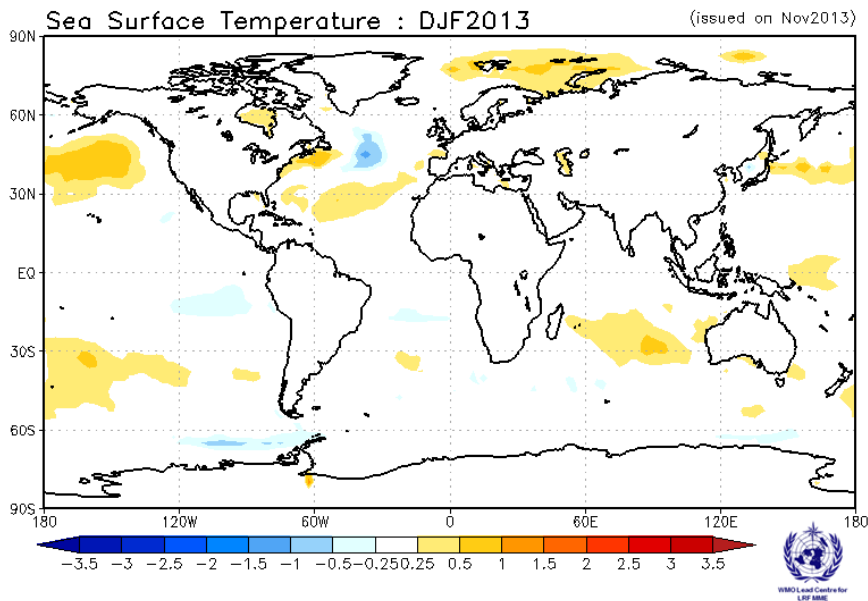 Sea Surface Temperature : DJF2013
(issued on Nov2013)
90N
60N
30N
EQ
30S
60S
90S
180 120W 60W 0 60E 120E 180
-3.5 -3 -2.5 -2 -1.5 -1 -0.5 -0.25 0.25 0.5 1 1.5 2 2.5 3 3.5
WMO Lead Centre for
LRF MME